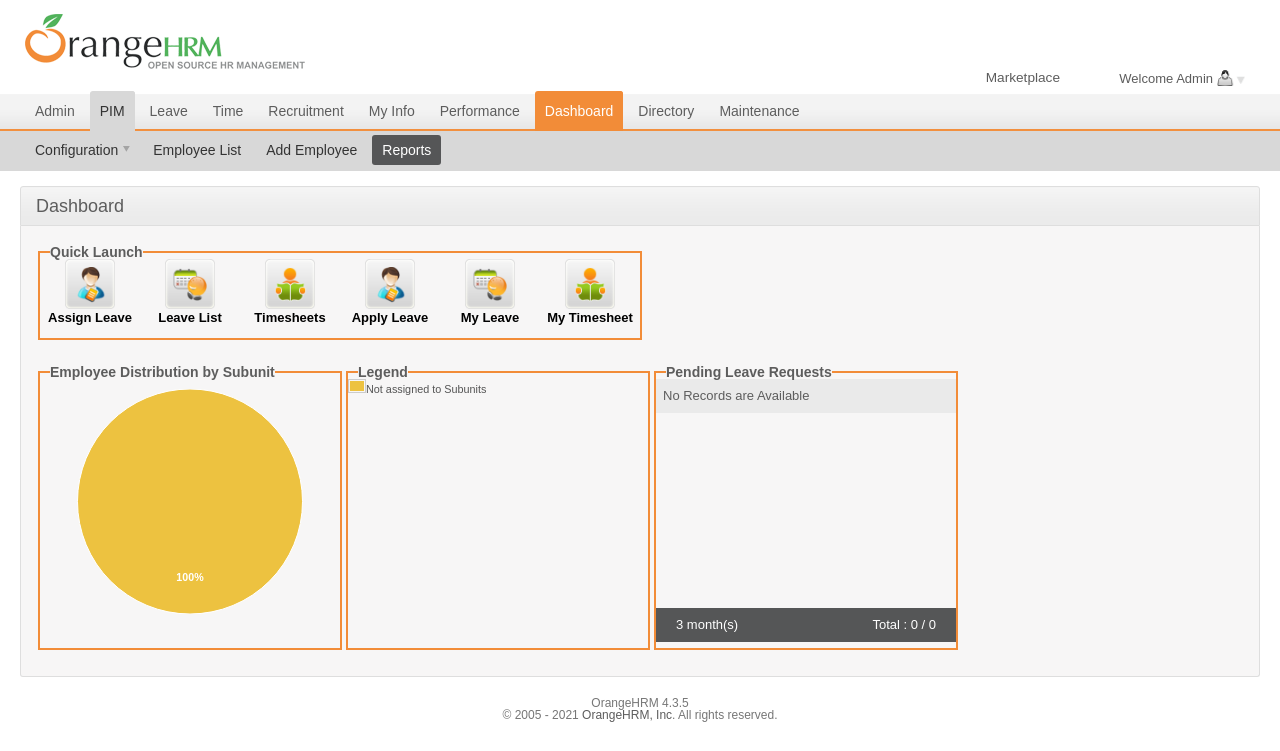 OrangeHRM
OPEN SOURCE HR MANAGEMENT
Marketplace Welcome Admin
Admin PIM Leave Time Recruitment My Info Performance Dashboard Directory Maintenance
Configuration Employee List Add Employee Reports
Dashboard
Quick Launch
Assign Leave Leave List Timesheets Apply Leave My Leave My Timesheet
Employee Distribution by Subunit Legend Pending Leave Requests
Not assigned to Subunits
No Records are Available
100%
3 month(s) Total : 0 / 0
OrangeHRM 4.3.5
© 2005 - 2021 OrangeHRM, Inc. All rights reserved.